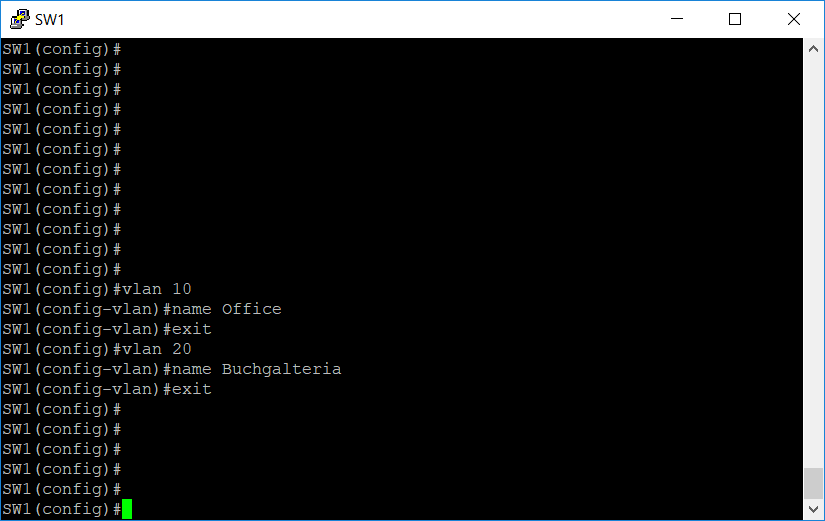 SW1
SW1(config)#
SW1(config)#
SW1(config)#
SW1(config)#
SW1(config)#
SW1(config)#
SW1(config)#
SW1(config)#
SW1(config)#
SW1(config)#
SW1(config)#
SW1(config)#
SW1(config)#vlan 10
SW1(config-vlan)#name Office
SW1(config-vlan)#exit
SW1(config)#vlan 20
SW1(config-vlan)#name Buchgalteria
SW1(config-vlan)#exit
SW1(config)#
SW1(config)#
SW1(config)#
SW1(config)#
SW1(config)#
SW1(config)#